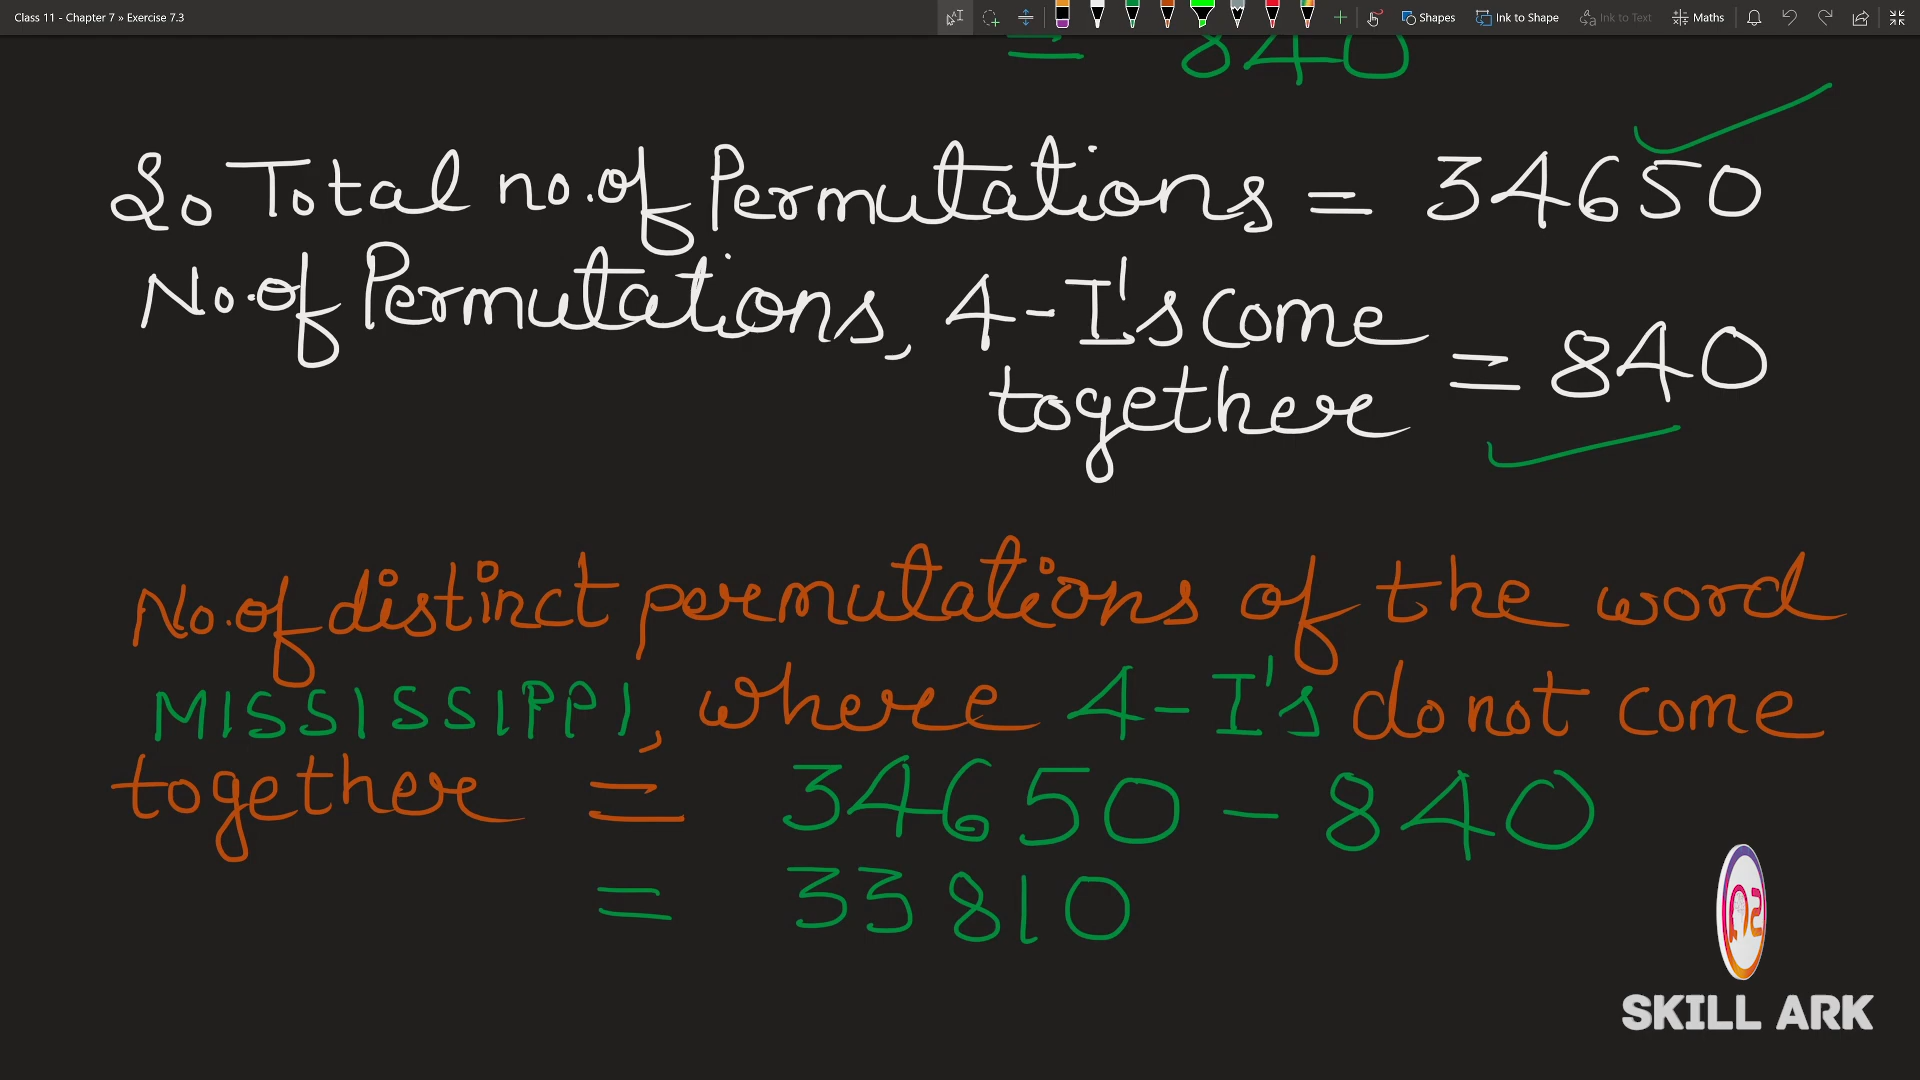 Class 11 - Chapter 7 » Exercise 7.3
Shapes Ink to Shape Ink to Text Maths
= 840
So Total no. of Permutations = 34650
No. of Permutations, 4-I's come
together = 840
No. of distinct permutations of the word
MISSISSIPPI, where 4-I's do not come
together = 34650 - 840
= 33810
SKILL ARK